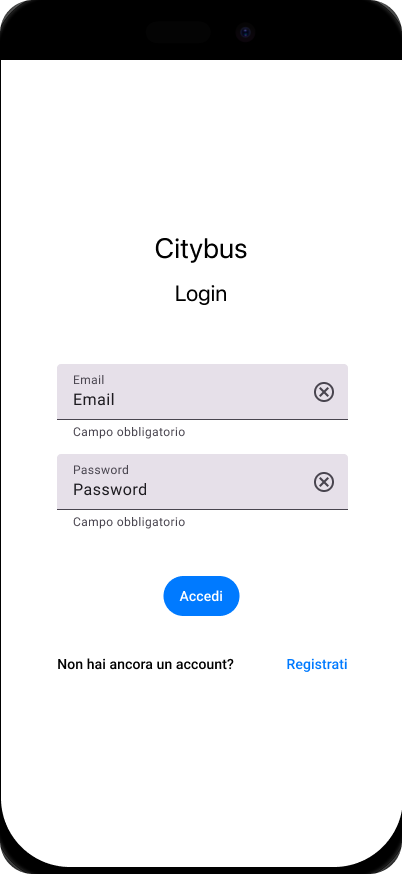 Citybus
Login
Email
Email
Campo obbligatorio
Password
Password
Campo obbligatorio
Accedi
Non hai ancora un account? Registrati